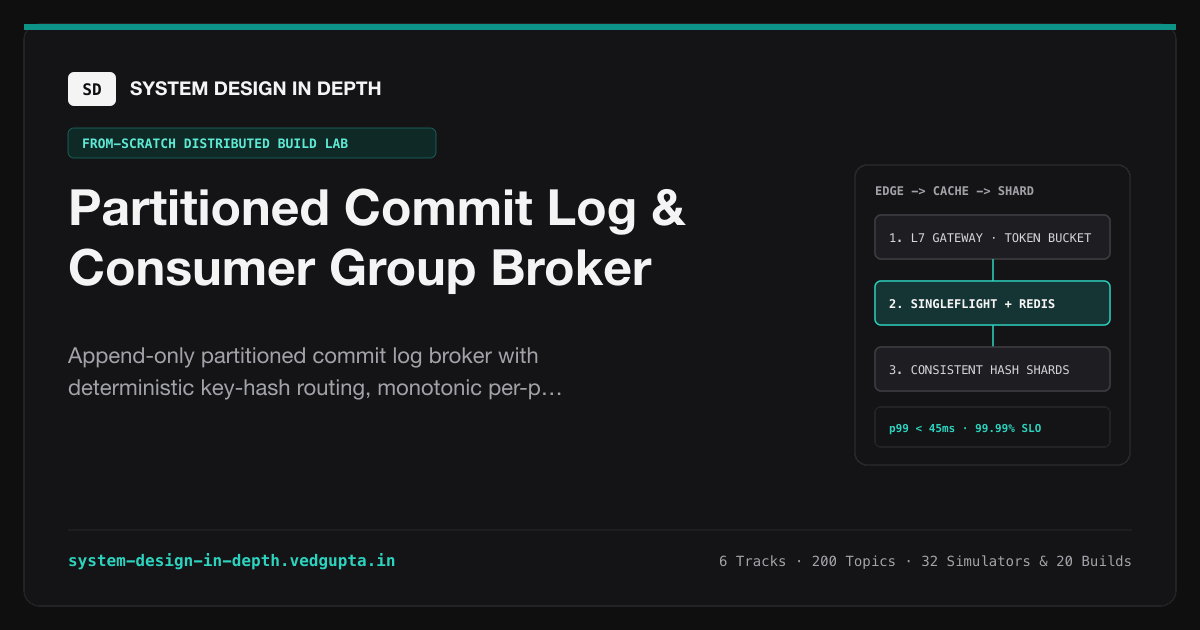 SD SYSTEM DESIGN IN DEPTH
FROM-SCRATCH DISTRIBUTED BUILD LAB
Partitioned Commit Log &
Consumer Group Broker
Append-only partitioned commit log broker with
deterministic key-hash routing, monotonic per-p…
EDGE -> CACHE -> SHARD
1. L7 GATEWAY · TOKEN BUCKET
2. SINGLEFLIGHT + REDIS
3. CONSISTENT HASH SHARDS
p99 < 45ms · 99.99% SLO
system-design-in-depth.vedgupta.in
6 Tracks · 200 Topics · 32 Simulators & 20 Builds